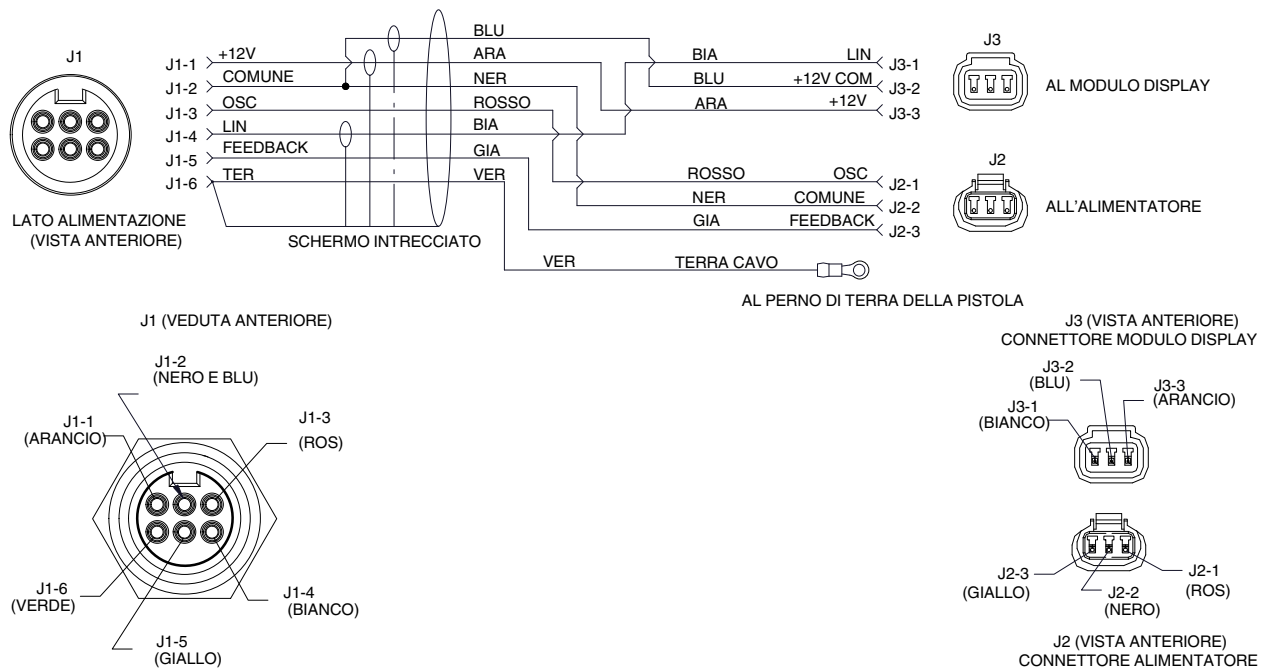 J1
LATO ALIMENTAZIONE
(VISTA ANTERIORE)
J1-1 +12V ARA
J1-2 COMUNE NER
J1-3 OSC ROSSO
J1-4 LIN BIA
J1-5 FEEDBACK GIA
J1-6 TER VER
BLU
SCHERMO INTRECCIATO
BIA LIN J3-1
BLU +12V COM J3-2
ARA +12V J3-3
J3
AL MODULO DISPLAY
ROSSO OSC J2-1
NER COMUNE J2-2
GIA FEEDBACK J2-3
J2
ALL'ALIMENTATORE
VER TERRA CAVO
AL PERNO DI TERRA DELLA PISTOLA
J1 (VEDUTA ANTERIORE)
J1-2
(NERO E BLU)
J1-1
(ARANCIO)
J1-3
(ROS)
J1-6
(VERDE)
J1-4
(BIANCO)
J1-5
(GIALLO)
J3 (VISTA ANTERIORE)
CONNETTORE MODULO DISPLAY
J3-2
(BLU)
J3-3
(ARANCIO)
J3-1
(BIANCO)
J2-3
(GIALLO)
J2-2
(NERO)
J2-1
(ROS)
J2 (VISTA ANTERIORE)
CONNETTORE ALIMENTATORE